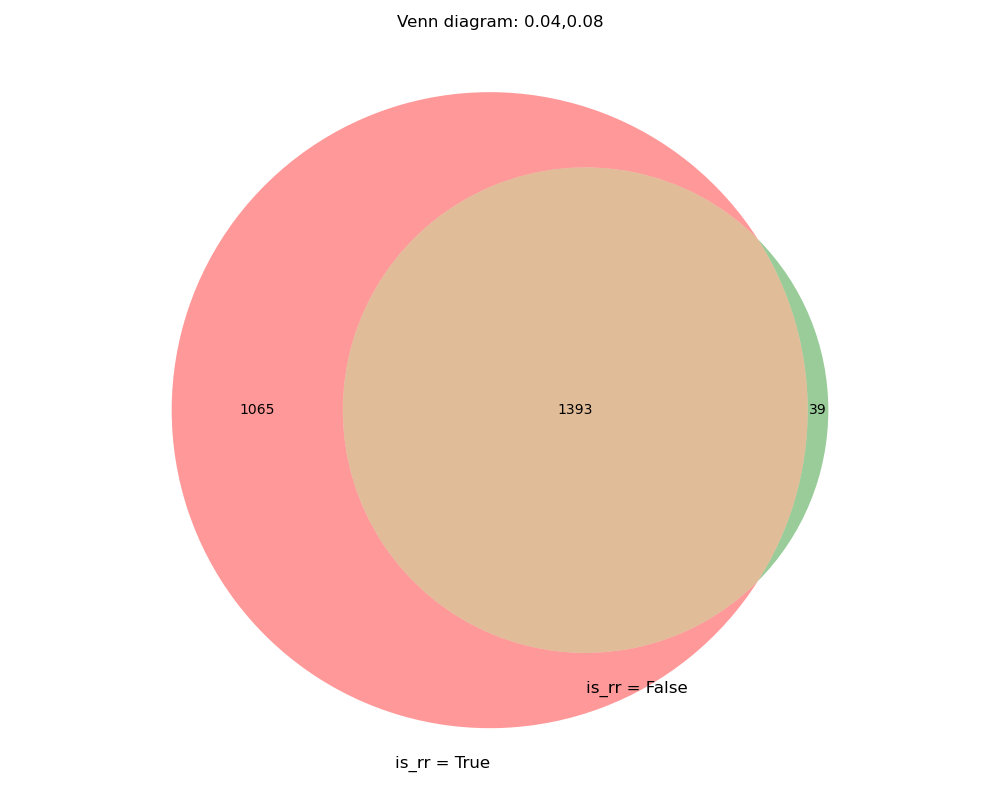 Venn diagram: 0.04,0.08
1065
1393
39
is_rr = False
is_rr = True